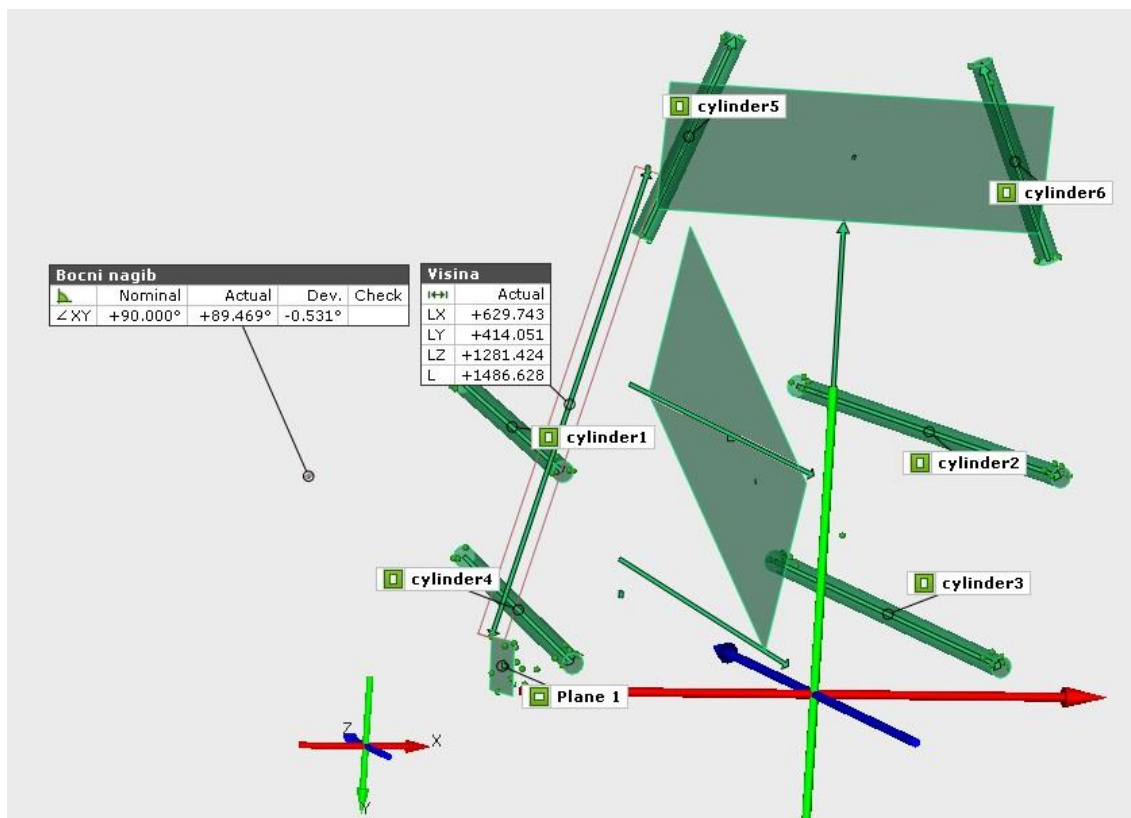 cylinder5
cylinder6
Bocni nagib
Nominal Actual Dev. Check
∠XY +90.000° +89.469° -0.531°
Visina
Actual
LX +629.743
LY +414.051
LZ +1281.424
L +1486.628
cylinder1
cylinder2
cylinder4
cylinder3
Plane 1
Z
X
Y